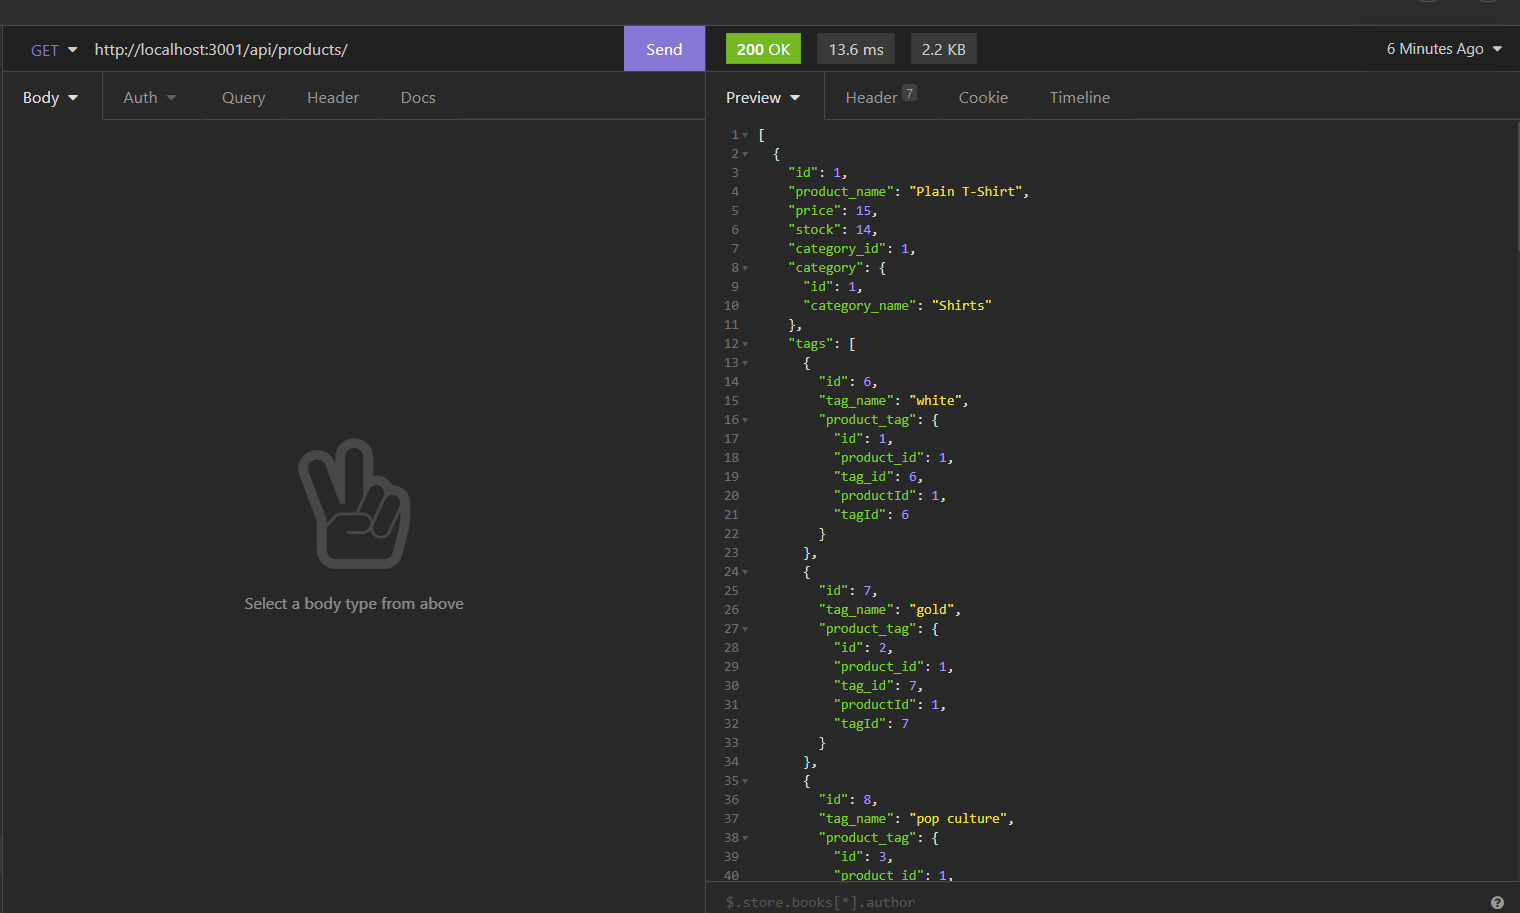 GET http://localhost:3001/api/products/ Send 200 OK 13.6 ms 2.2 KB 6 Minutes Ago
Body Auth Query Header Docs Preview Header 7 Cookie Timeline
Select a body type from above
1 [
2 {
3 "id": 1,
4 "product_name": "Plain T-Shirt",
5 "price": 15,
6 "stock": 14,
7 "category_id": 1,
8 "category": {
9 "id": 1,
10 "category_name": "Shirts"
11 },
12 "tags": [
13 {
14 "id": 6,
15 "tag_name": "white",
16 "product_tag": {
17 "id": 1,
18 "product_id": 1,
19 "tag_id": 6,
20 "productId": 1,
21 "tagId": 6
22 }
23 },
24 {
25 "id": 7,
26 "tag_name": "gold",
27 "product_tag": {
28 "id": 2,
29 "product_id": 1,
30 "tag_id": 7,
31 "productId": 1,
32 "tagId": 7
33 }
34 },
35 {
36 "id": 8,
37 "tag_name": "pop culture",
38 "product_tag": {
39 "id": 3,
40 "product_id": 1,
$.store.books[*].author